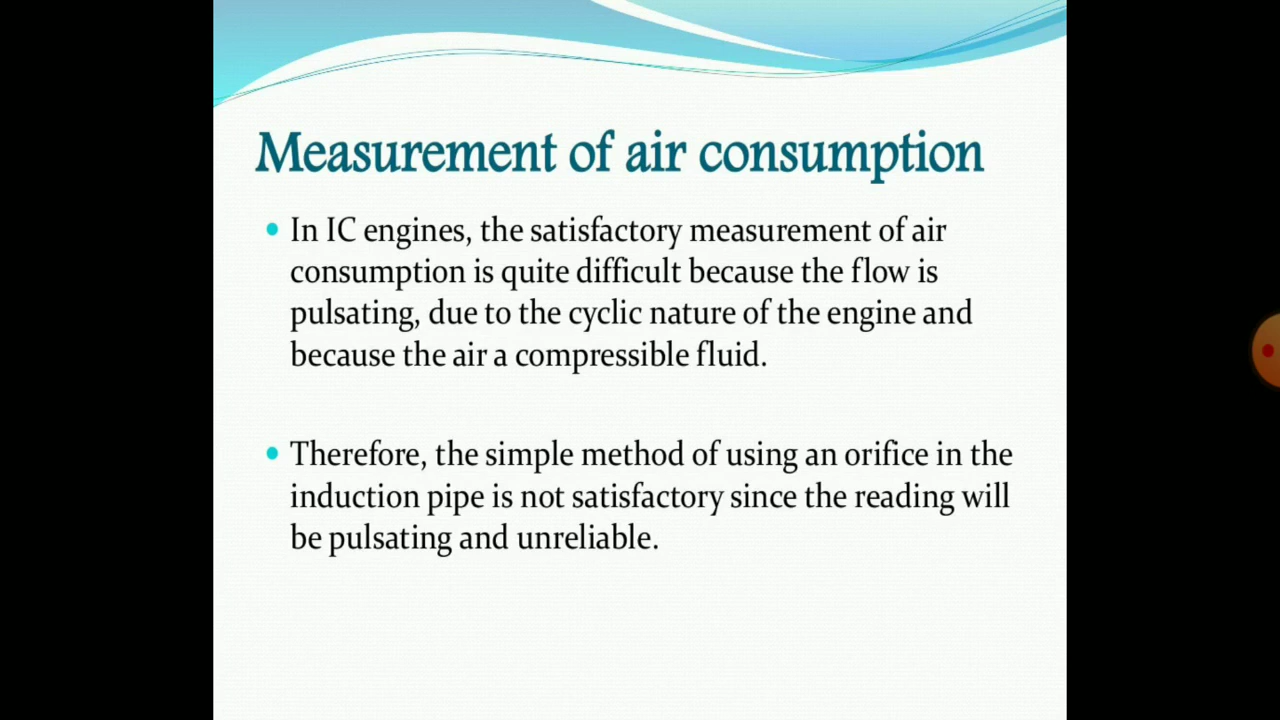 Measurement of air consumption
In IC engines, the satisfactory measurement of air
consumption is quite difficult because the flow is
pulsating, due to the cyclic nature of the engine and
because the air a compressible fluid.
Therefore, the simple method of using an orifice in the
induction pipe is not satisfactory since the reading will
be pulsating and unreliable.